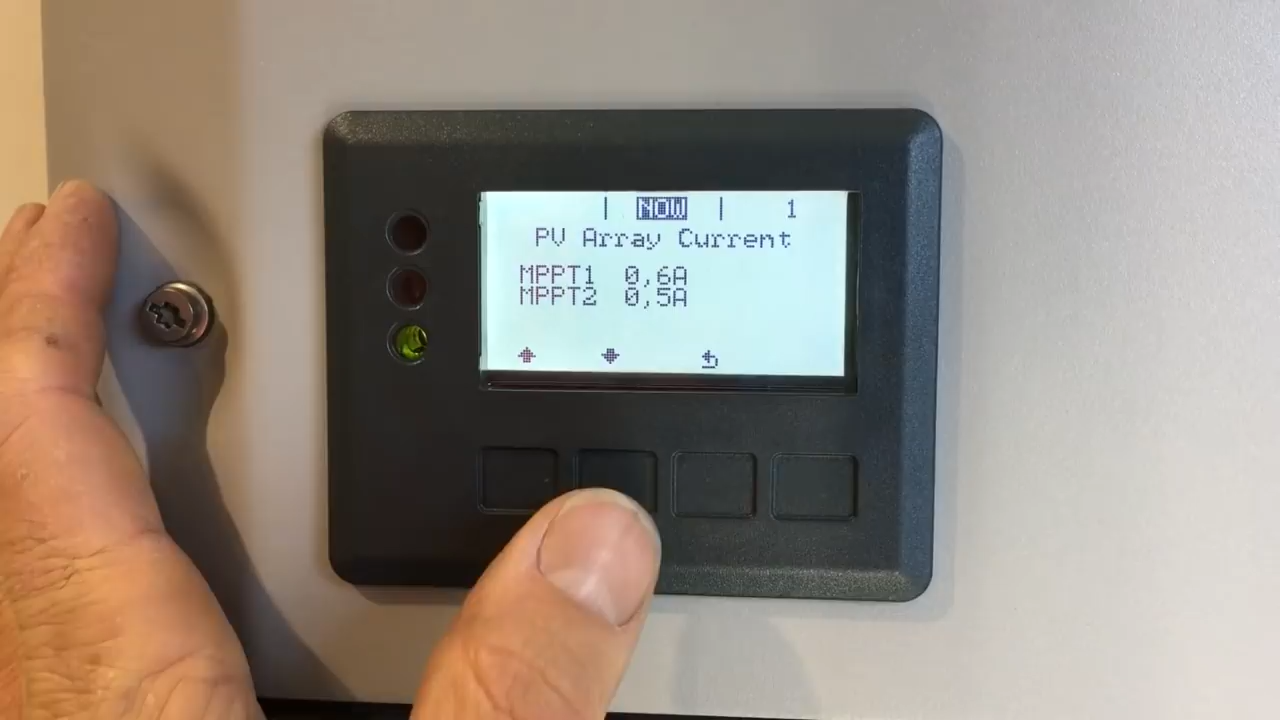 | NOW | 1
PV Array Current
MPPT1 0,6A
MPPT2 0,5A